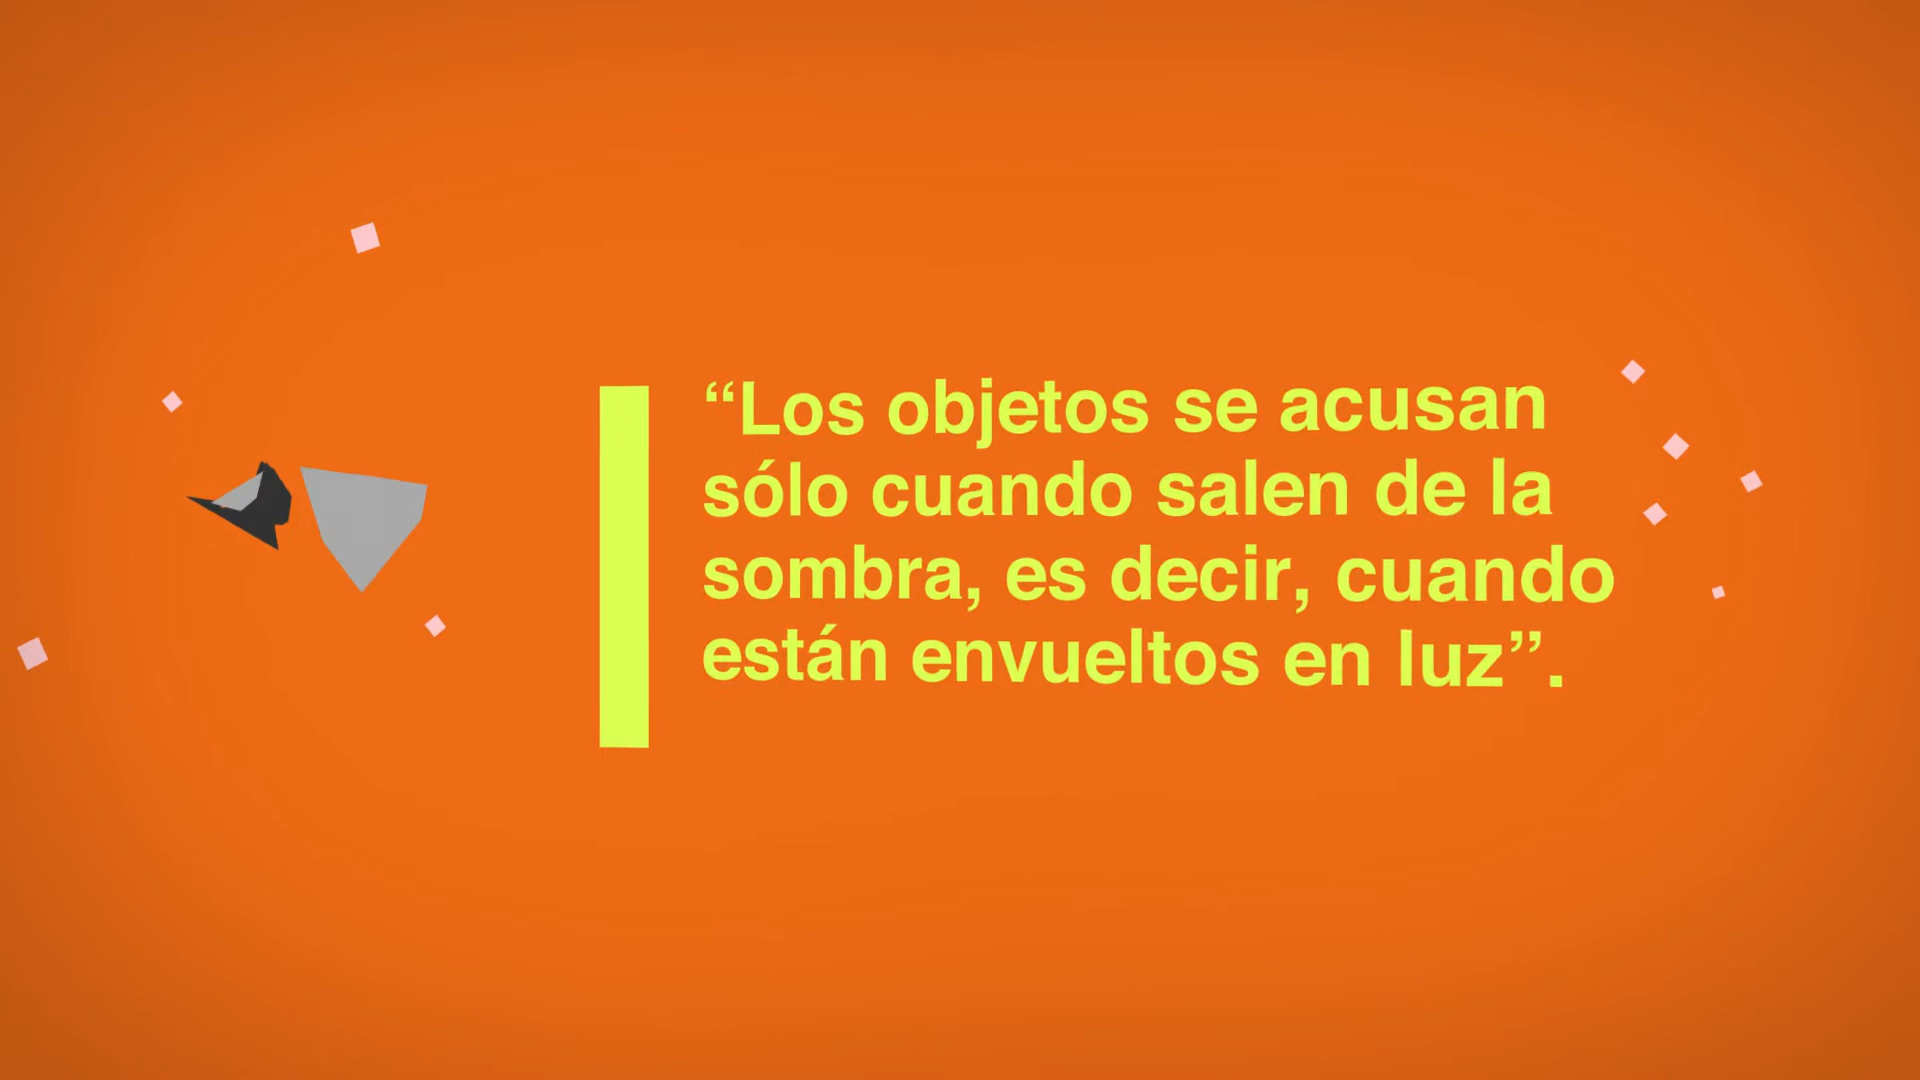 “Los objetos se acusan
sólo cuando salen de la
sombra, es decir, cuando
están envueltos en luz”.